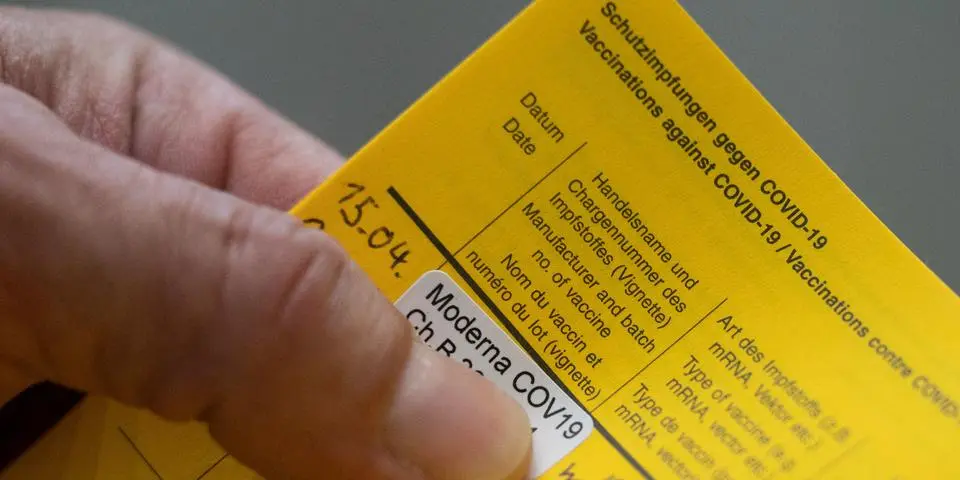 Schutzimpfungen gegen COVID-19
Vaccinations against COVID-19 / Vaccinations contre COVID-
Datum
Date
Handelsname und
Chargennummer des
Impfstoffes (Vignette)
Manufacturer and batch
no. of vaccine
Nom du vaccin et
numéro du lot (vignette)
Art des Impfstoffs (z.B.
mRNA, Vektor etc.)
Type of vaccine (e.g.
mRNA, vector etc.
Type de vaccin
mRNA, vector
15.04.
Moderna COV19
Ch.B.